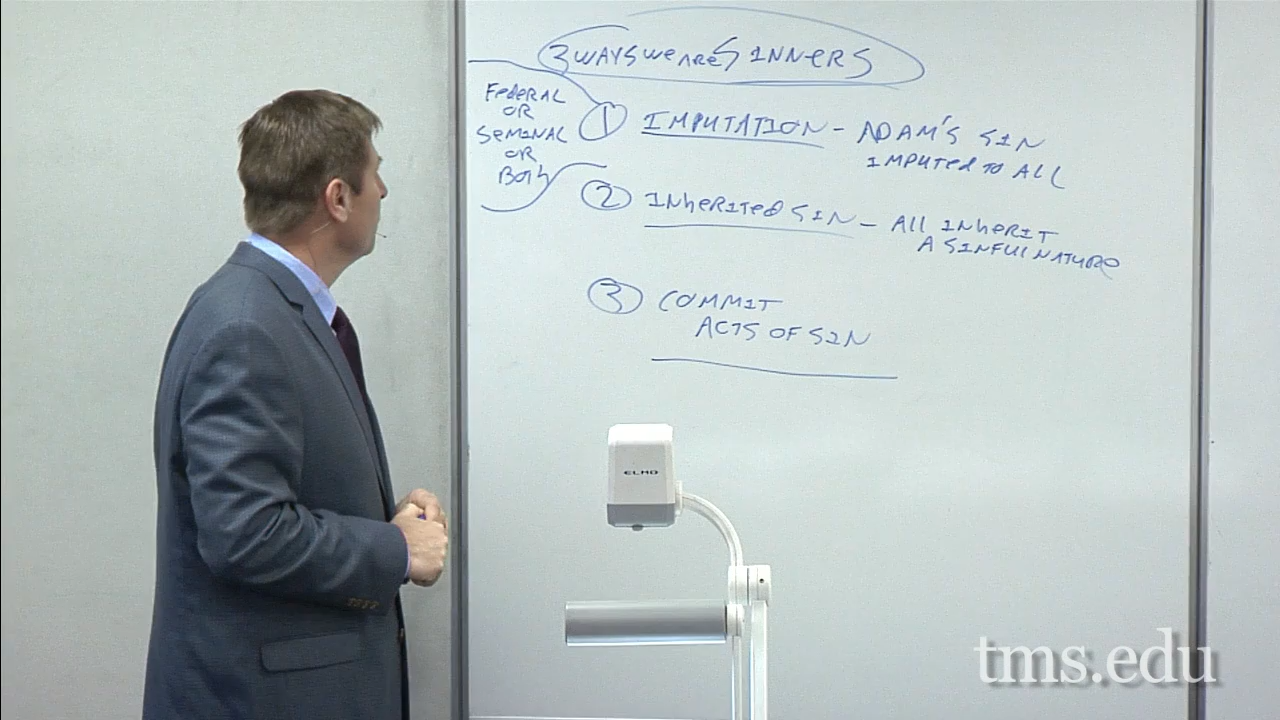 3 WAYS WE ARE SINNERS
FEDERAL
OR
SEMINAL
OR
BOTH
1 IMPUTATION - ADAM'S SIN
IMPUTED TO ALL
2 INHERITED SIN - ALL INHERIT
A SINFUL NATURE
3 COMMIT
ACTS OF SIN
ELMO
tms.edu